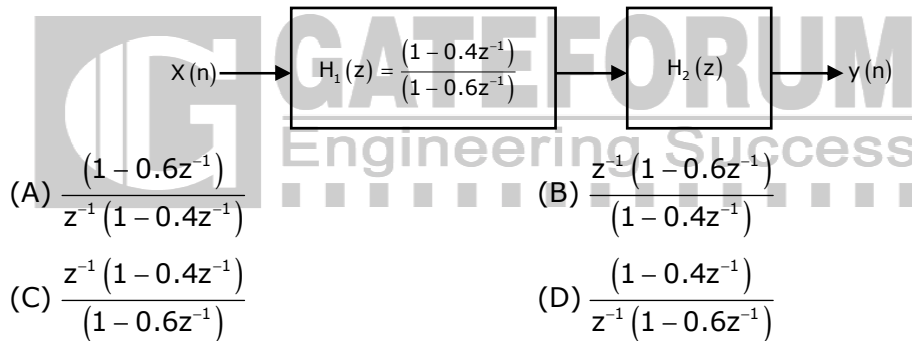 GATEFORUM
Engineering Success
X(n) H₁(z) = (1 − 0.4z⁻¹) / (1 − 0.6z⁻¹) H₂(z) y(n)
(A) (1 − 0.6z⁻¹) / z⁻¹(1 − 0.4z⁻¹) (B) z⁻¹(1 − 0.6z⁻¹) / (1 − 0.4z⁻¹)
(C) z⁻¹(1 − 0.4z⁻¹) / (1 − 0.6z⁻¹) (D) (1 − 0.4z⁻¹) / z⁻¹(1 − 0.6z⁻¹)